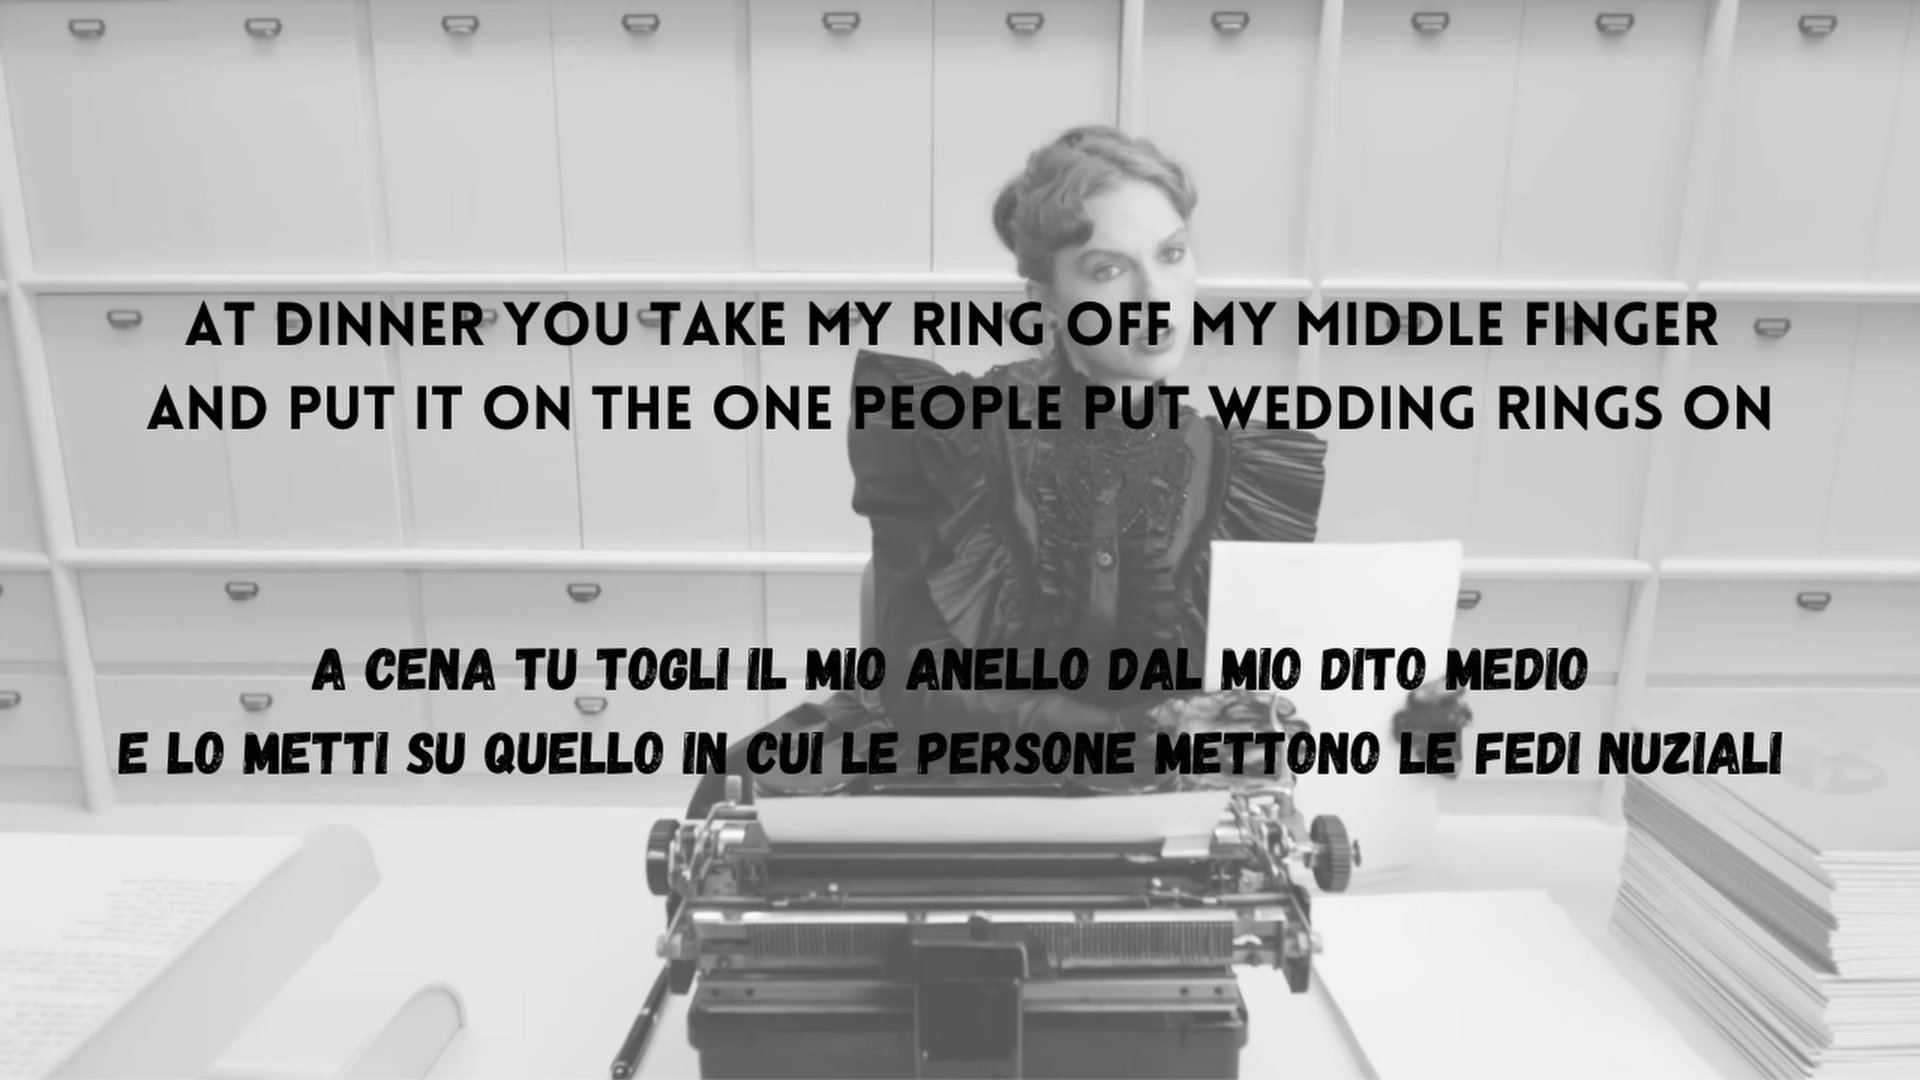 AT DINNER YOU TAKE MY RING OFF MY MIDDLE FINGER
AND PUT IT ON THE ONE PEOPLE PUT WEDDING RINGS ON
A CENA TU TOGLI IL MIO ANELLO DAL MIO DITO MEDIO
E LO METTI SU QUELLO IN CUI LE PERSONE METTONO LE FEDI NUZIALI